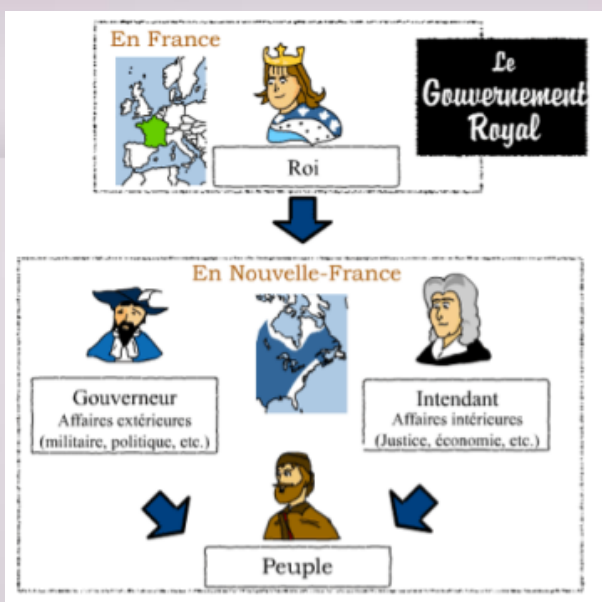 En France
Le
Gouvernement
Royal
Roi
En Nouvelle-France
Gouverneur
Affaires extérieures
(militaire, politique, etc.)
Intendant
Affaires intérieures
(Justice, économie, etc.)
Peuple